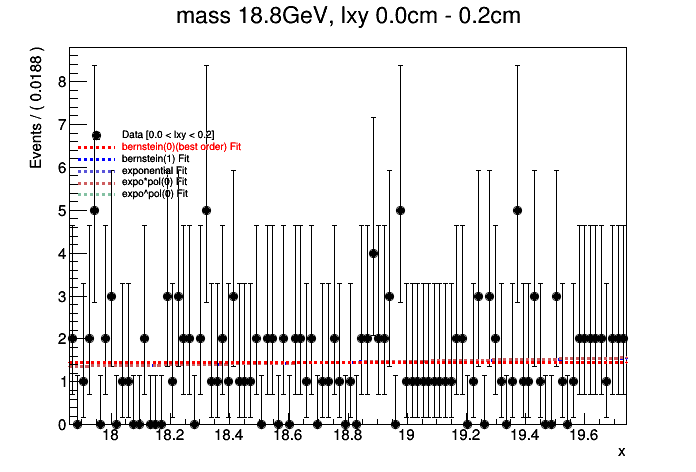 mass 18.8GeV, lxy 0.0cm - 0.2cm
Events / ( 0.0188 )
8
7
6
5
4
3
2
1
0
Data [0.0 < lxy < 0.2]
bernstein(0)(best order) Fit
bernstein(1) Fit
exponential Fit
expo*pol(0) Fit
expo^pol(0) Fit
18 18.2 18.4 18.6 18.8 19 19.2 19.4 19.6
x